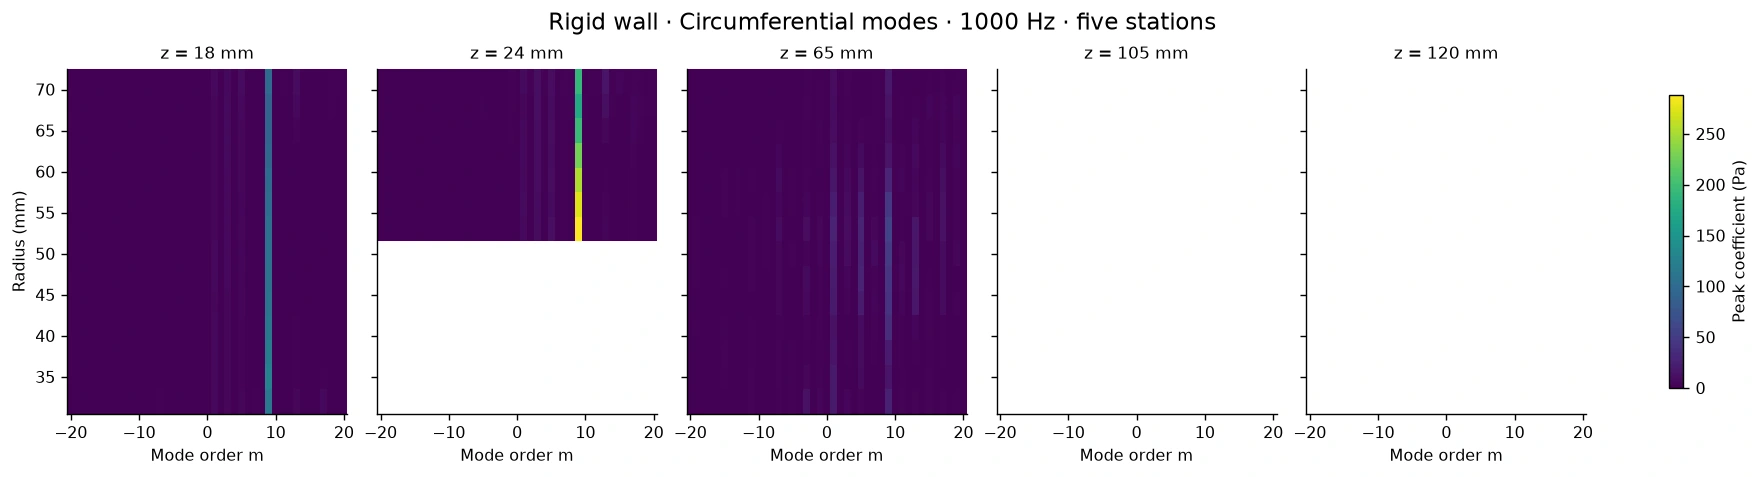 Rigid wall · Circumferential modes · 1000 Hz · five stations
z = 18 mm
z = 24 mm
z = 65 mm
z = 105 mm
z = 120 mm
Radius (mm)
70
65
60
55
50
45
40
35
−20 −10 0 10 20
−20 −10 0 10 20
−20 −10 0 10 20
−20 −10 0 10 20
−20 −10 0 10 20
Mode order m
Mode order m
Mode order m
Mode order m
Mode order m
250
200
150
100
50
0
Peak coefficient (Pa)